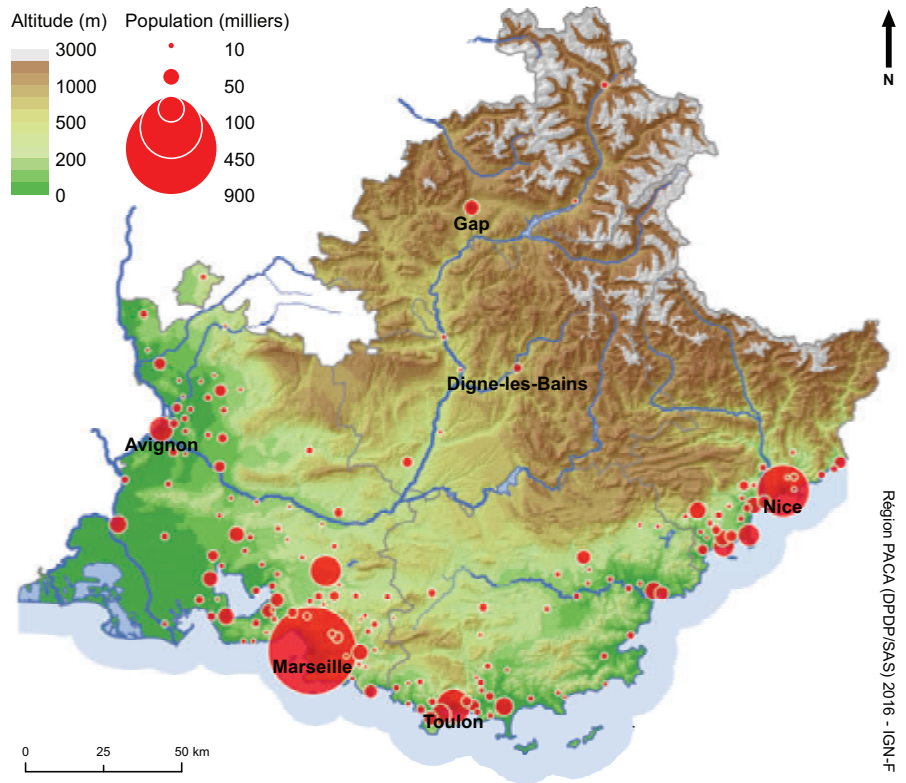 Altitude (m)
Population (milliers)
3000
1000
500
200
0
10
50
100
450
900
N
Gap
Digne-les-Bains
Avignon
Nice
Marseille
Toulon
0 25 50 km
Région PACA (DPDP/SAS) 2016 - IGN-F